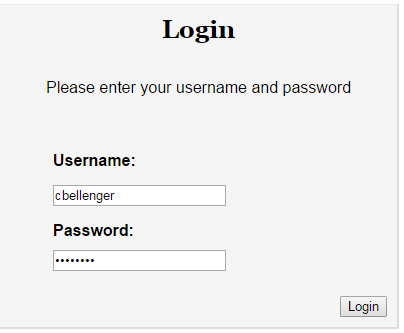 Login
Please enter your username and password
Username:
cbellenger
Password:
••••••••
Login